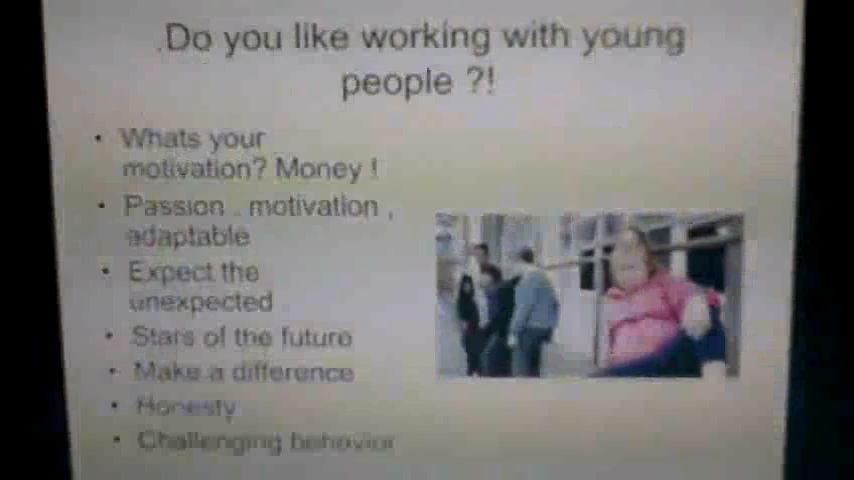 .Do you like working with young
people ?!
• Whats your
motivation? Money !
• Passion . motivation ,
adaptable
• Expect the
unexpected
• Stars of the future
• Make a difference
• Honesty
• Challenging behavior